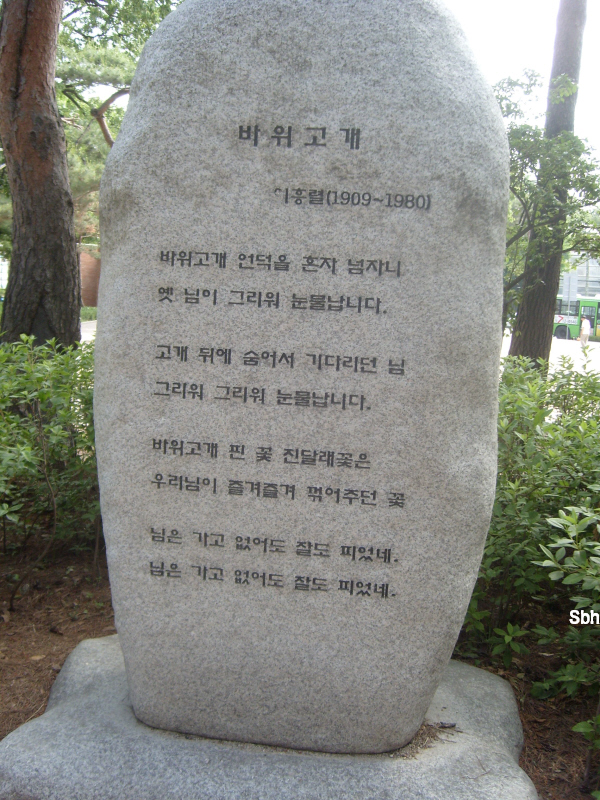 바위고개
이흥렬(1909~1980)
바위고개 언덕을 혼자 넘자니
옛 님이 그리워 눈물납니다.
고개 뒤에 숨어서 기다리던 님
그리워 그리워 눈물납니다.
바위고개 핀 꽃 진달래꽃은
우리님이 즐겨즐겨 꺾어주던 꽃
님은 가고 없어도 잘도 피었네.
님은 가고 없어도 잘도 피었네.
Sbh